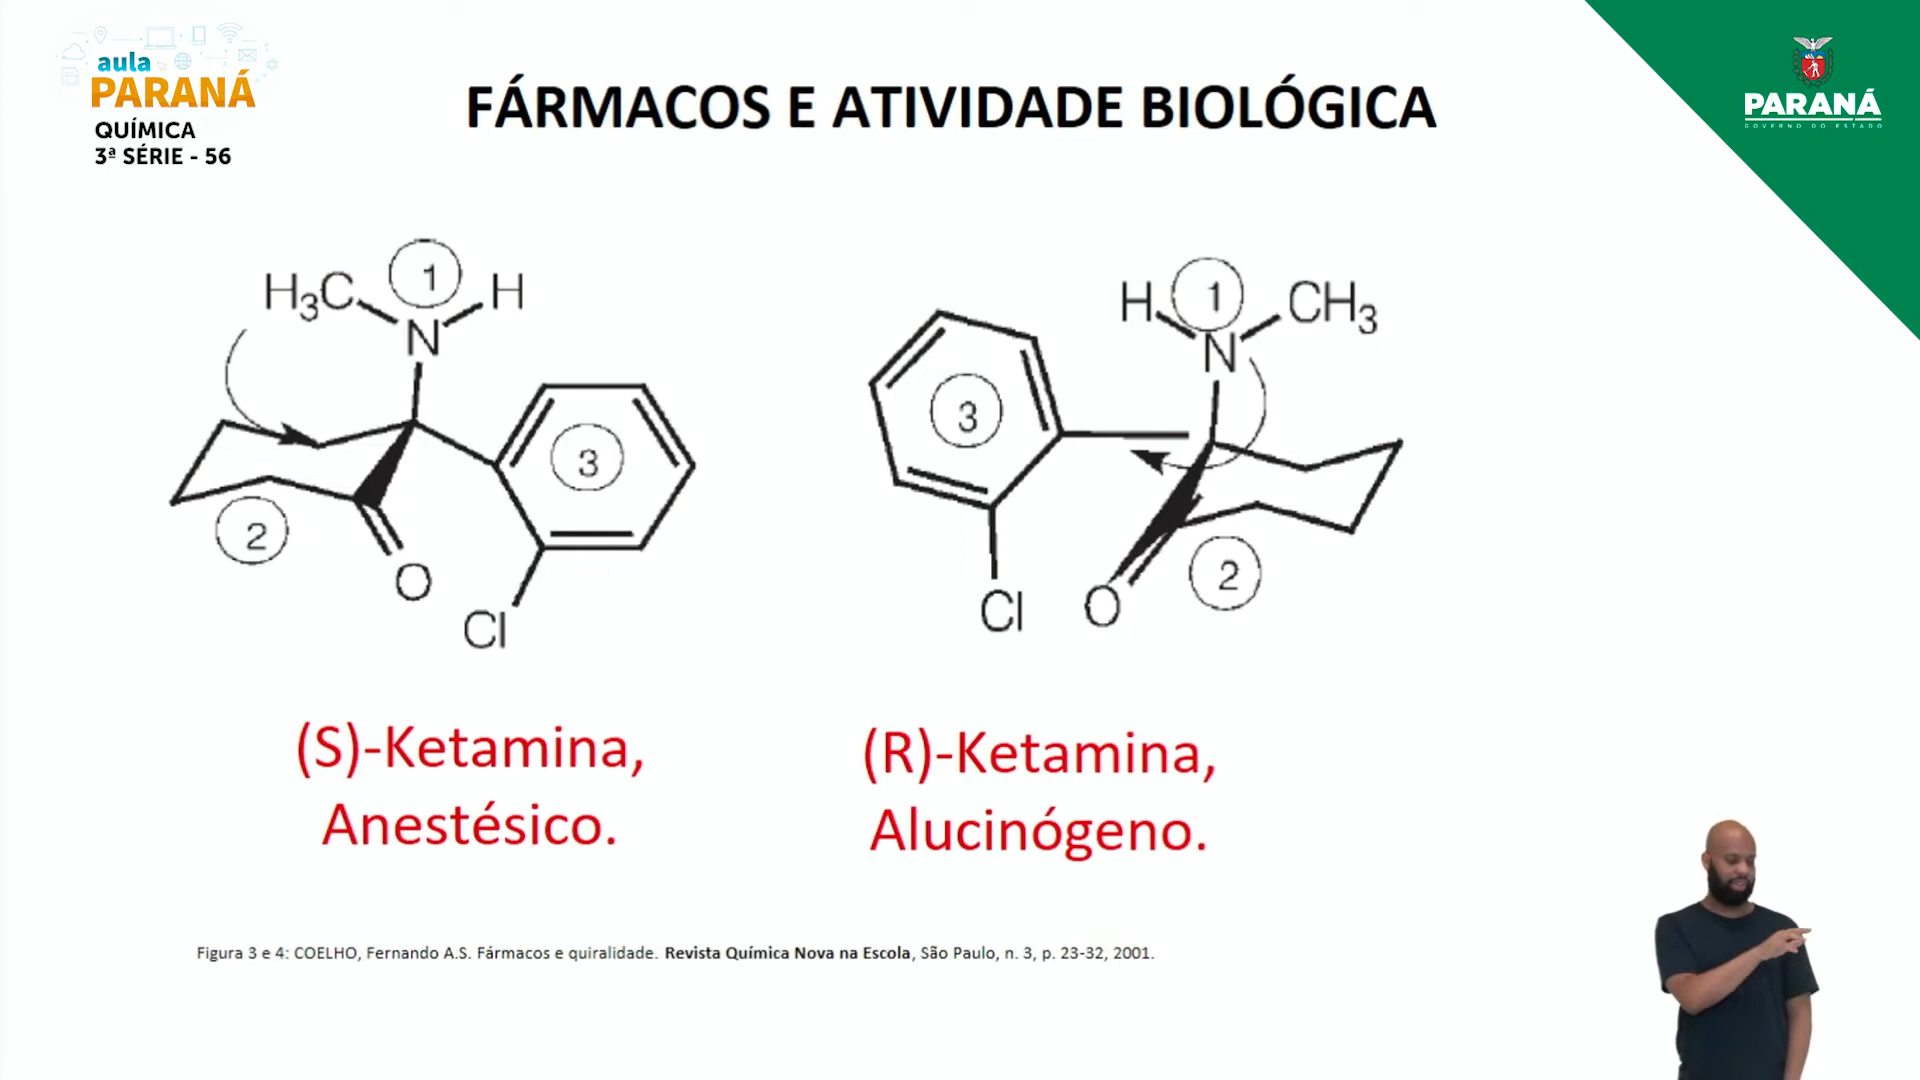 aula
PARANÁ
QUÍMICA
3ª SÉRIE - 56
FÁRMACOS E ATIVIDADE BIOLÓGICA
PARANÁ
GOVERNO DO ESTADO
H₃C
1
H
N
3
2
O
Cl
H
1
CH₃
N
3
2
Cl
O
(S)-Ketamina,
Anestésico.
(R)-Ketamina,
Alucinógeno.
Figura 3 e 4: COELHO, Fernando A.S. Fármacos e quiralidade. Revista Química Nova na Escola, São Paulo, n. 3, p. 23-32, 2001.